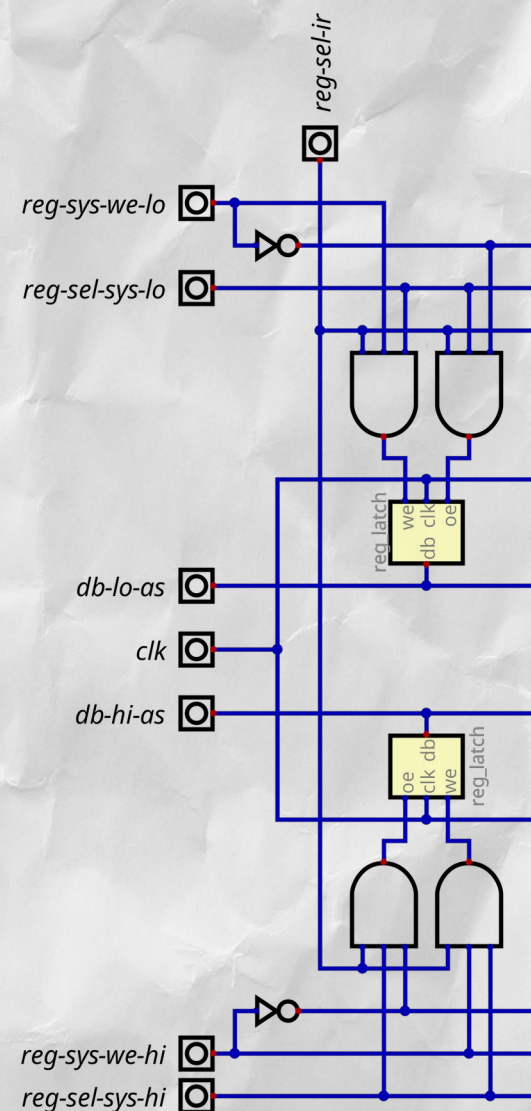 reg-sel-ir
reg-sys-we-lo
reg-sel-sys-lo
reg_latch
we clk oe
db
db-lo-as
clk
db-hi-as
db
oe clk we
reg_latch
reg-sys-we-hi
reg-sel-sys-hi